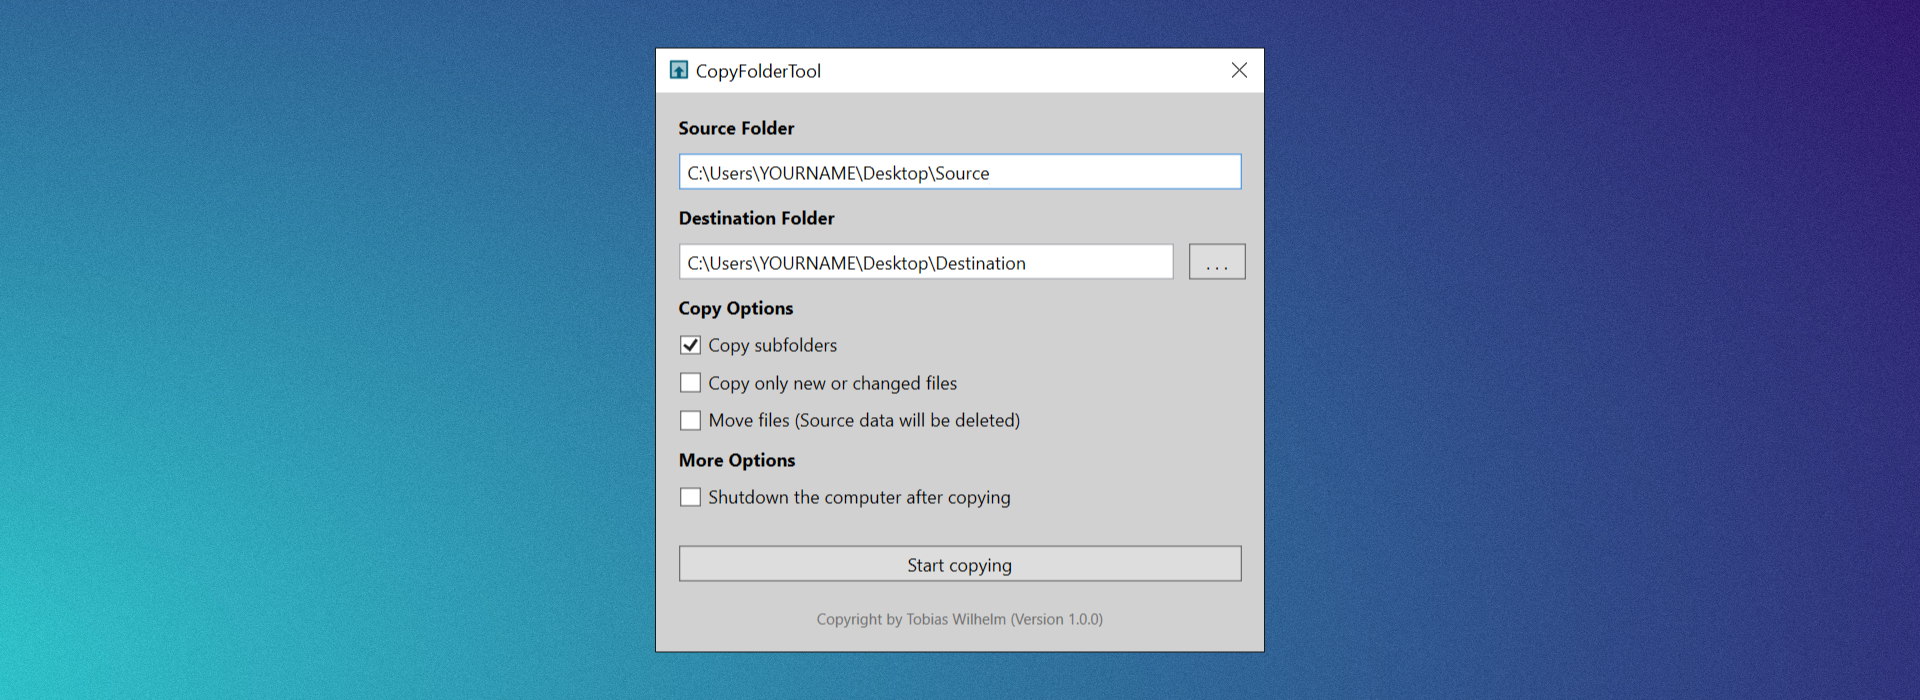 CopyFolderTool
Source Folder
C:\Users\YOURNAME\Desktop\Source
Destination Folder
C:\Users\YOURNAME\Desktop\Destination
...
Copy Options
Copy subfolders
Copy only new or changed files
Move files (Source data will be deleted)
More Options
Shutdown the computer after copying
Start copying
Copyright by Tobias Wilhelm (Version 1.0.0)